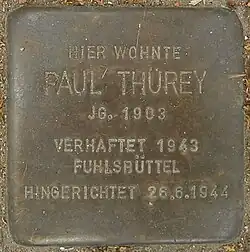 HIER WOHNTE
PAUL THÜREY
JG. 1903
VERHAFTET 1943
FUHLSBÜTTEL
HINGERICHTET 26.6.1944